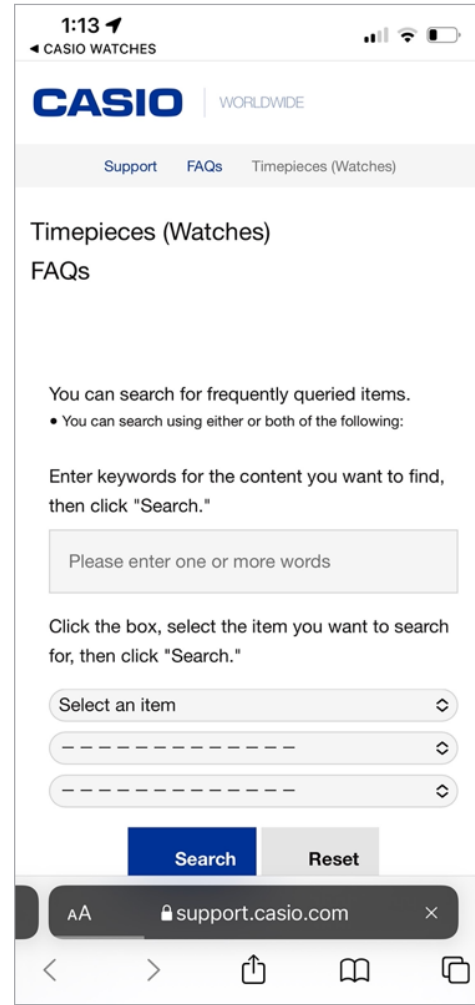 1:13
◀ CASIO WATCHES
CASIO WORLDWIDE
Support FAQs Timepieces (Watches)
Timepieces (Watches)
FAQs
You can search for frequently queried items.
● You can search using either or both of the following:
Enter keywords for the content you want to find,
then click "Search."
Please enter one or more words
Click the box, select the item you want to search
for, then click "Search."
Select an item
– – – – – – – – – – – – –
– – – – – – – – – – – – –
Search Reset
AA support.casio.com ×